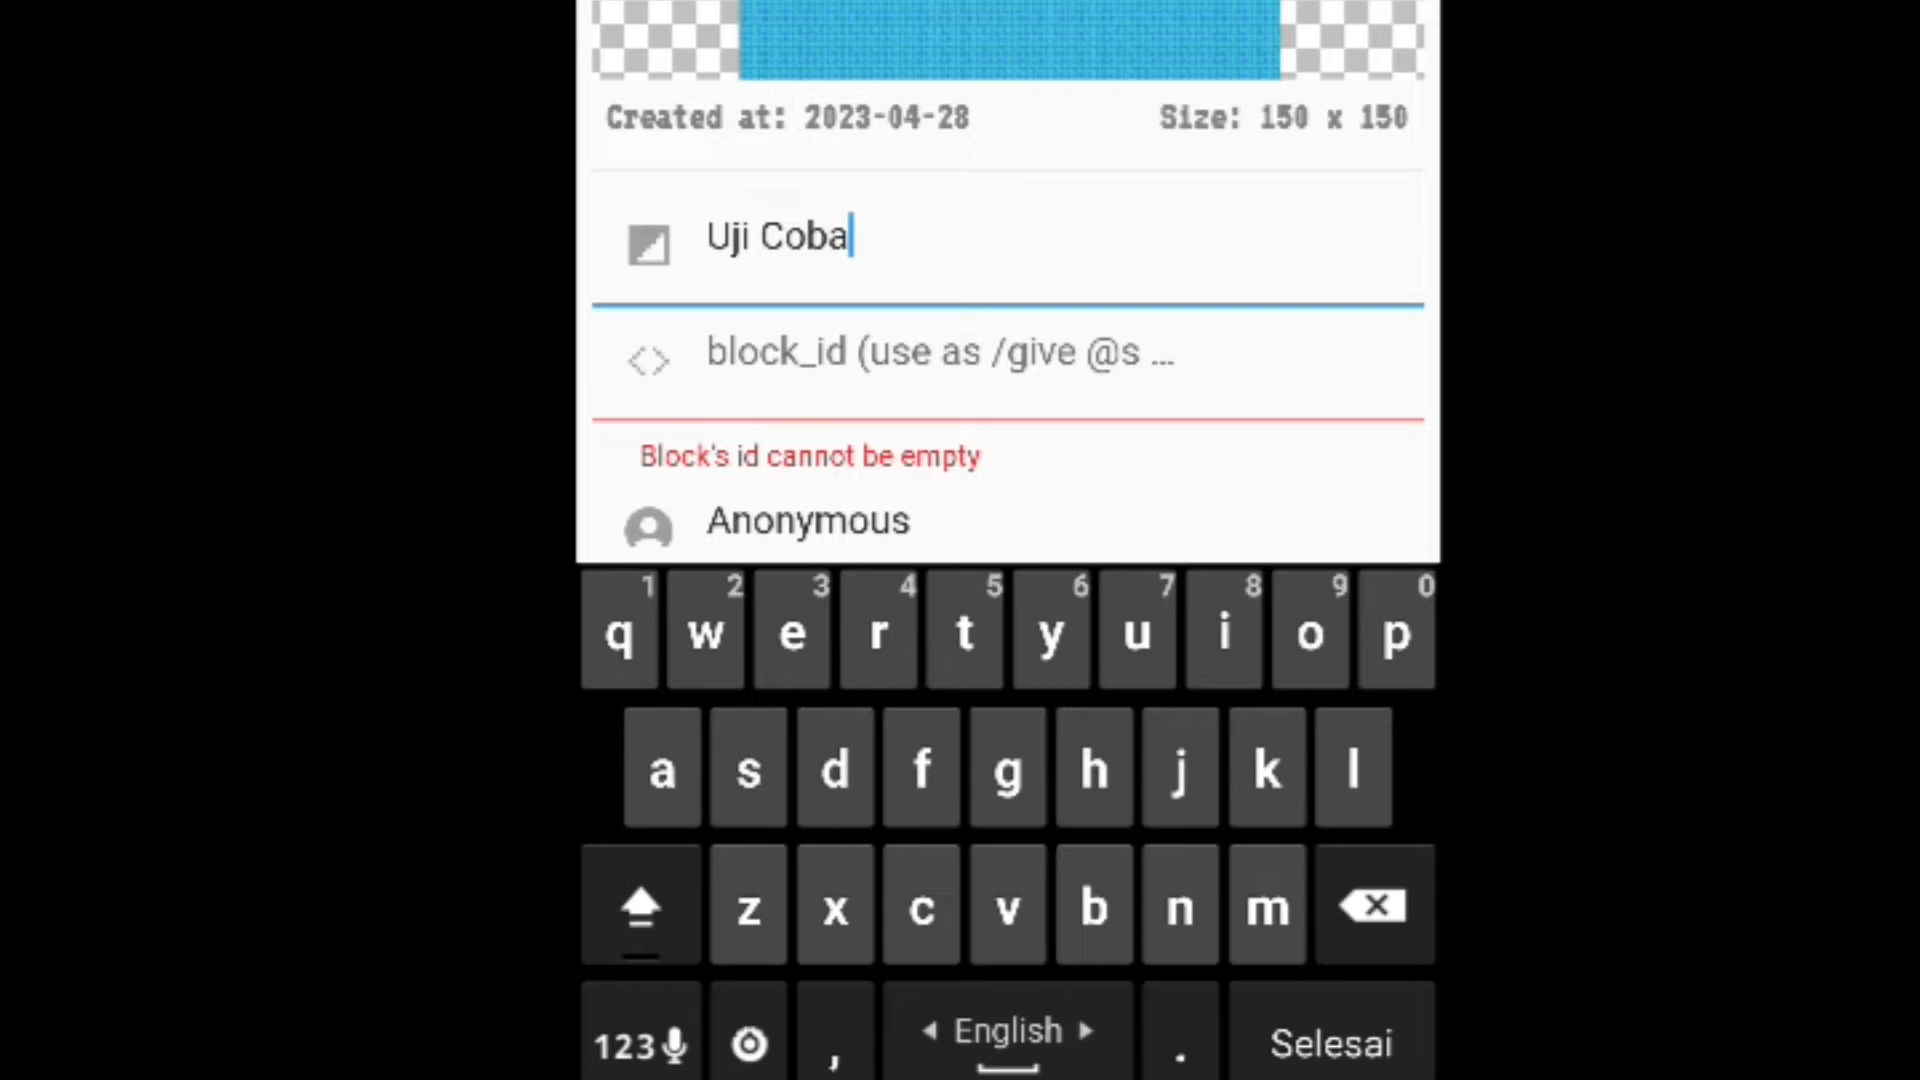 Created at: 2023-04-28 Size: 150 x 150
Uji Coba
block_id (use as /give @s ...
Block's id cannot be empty
Anonymous
1 2 3 4 5 6 7 8 9 0
q w e r t y u i o p
a s d f g h j k l
z x c v b n m
123 , English . Selesai